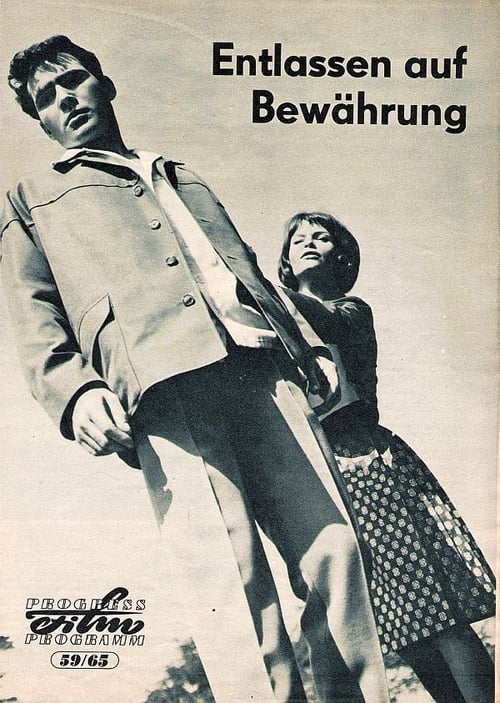 Entlassen auf
Bewährung
PROGRESS
Film
PROGRAMM
59/65